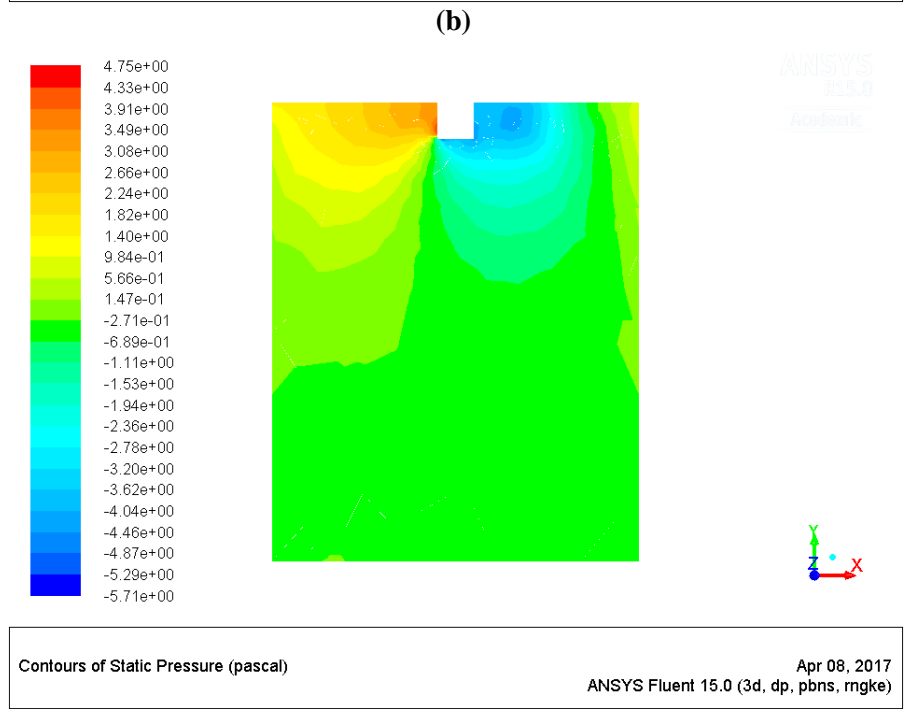 (b)
ANSYS
R15.0
Academic
4.75e+00
4.33e+00
3.91e+00
3.49e+00
3.08e+00
2.66e+00
2.24e+00
1.82e+00
1.40e+00
9.84e-01
5.66e-01
1.47e-01
-2.71e-01
-6.89e-01
-1.11e+00
-1.53e+00
-1.94e+00
-2.36e+00
-2.78e+00
-3.20e+00
-3.62e+00
-4.04e+00
-4.46e+00
-4.87e+00
-5.29e+00
-5.71e+00
Y
Z X
Contours of Static Pressure (pascal) Apr 08, 2017
ANSYS Fluent 15.0 (3d, dp, pbns, rngke)